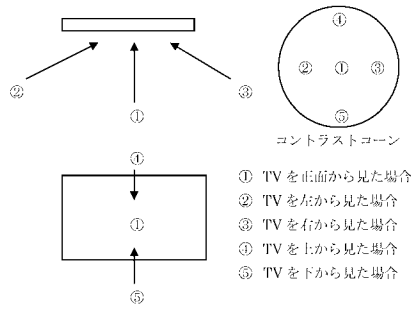 ④
② ① ③
⑤
コントラストコーン
②
③
①
④
①
⑤
① TVを正面から見た場合
② TVを左から見た場合
③ TVを右から見た場合
④ TVを上から見た場合
⑤ TVを下から見た場合